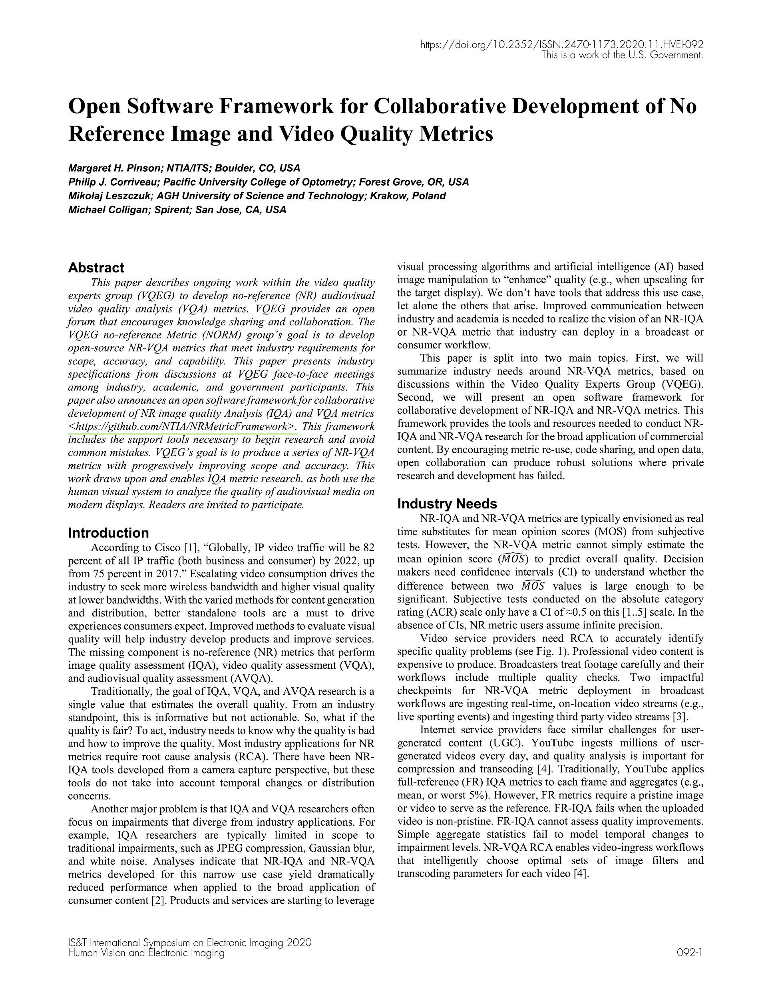 https://doi.org/10.2352/ISSN.2470-1173.2020.11.HVEI-092
This is a work of the U.S. Government.
Open Software Framework for Collaborative Development of No
Reference Image and Video Quality Metrics
Margaret H. Pinson; NTIA/ITS; Boulder, CO, USA
Philip J. Corriveau; Pacific University College of Optometry; Forest Grove, OR, USA
Mikołaj Leszczuk; AGH University of Science and Technology; Krakow, Poland
Michael Colligan; Spirent; San Jose, CA, USA
Abstract
This paper describes ongoing work within the video quality
experts group (VQEG) to develop no-reference (NR) audiovisual
video quality analysis (VQA) metrics. VQEG provides an open
forum that encourages knowledge sharing and collaboration. The
VQEG no-reference Metric (NORM) group’s goal is to develop
open-source NR-VQA metrics that meet industry requirements for
scope, accuracy, and capability. This paper presents industry
specifications from discussions at VQEG face-to-face meetings
among industry, academic, and government participants. This
paper also announces an open software framework for collaborative
development of NR image quality Analysis (IQA) and VQA metrics
<https://github.com/NTIA/NRMetricFramework>. This framework
includes the support tools necessary to begin research and avoid
common mistakes. VQEG’s goal is to produce a series of NR-VQA
metrics with progressively improving scope and accuracy. This
work draws upon and enables IQA metric research, as both use the
human visual system to analyze the quality of audiovisual media on
modern displays. Readers are invited to participate.
Introduction
According to Cisco [1], “Globally, IP video traffic will be 82
percent of all IP traffic (both business and consumer) by 2022, up
from 75 percent in 2017.” Escalating video consumption drives the
industry to seek more wireless bandwidth and higher visual quality
at lower bandwidths. With the varied methods for content generation
and distribution, better standalone tools are a must to drive
experiences consumers expect. Improved methods to evaluate visual
quality will help industry develop products and improve services.
The missing component is no-reference (NR) metrics that perform
image quality assessment (IQA), video quality assessment (VQA),
and audiovisual quality assessment (AVQA).
Traditionally, the goal of IQA, VQA, and AVQA research is a
single value that estimates the overall quality. From an industry
standpoint, this is informative but not actionable. So, what if the
quality is fair? To act, industry needs to know why the quality is bad
and how to improve the quality. Most industry applications for NR
metrics require root cause analysis (RCA). There have been NR-
IQA tools developed from a camera capture perspective, but these
tools do not take into account temporal changes or distribution
concerns.
Another major problem is that IQA and VQA researchers often
focus on impairments that diverge from industry applications. For
example, IQA researchers are typically limited in scope to
traditional impairments, such as JPEG compression, Gaussian blur,
and white noise. Analyses indicate that NR-IQA and NR-VQA
metrics developed for this narrow use case yield dramatically
reduced performance when applied to the broad application of
consumer content [2]. Products and services are starting to leverage
visual processing algorithms and artificial intelligence (AI) based
image manipulation to “enhance” quality (e.g., when upscaling for
the target display). We don’t have tools that address this use case,
let alone the others that arise. Improved communication between
industry and academia is needed to realize the vision of an NR-IQA
or NR-VQA metric that industry can deploy in a broadcast or
consumer workflow.
This paper is split into two main topics. First, we will
summarize industry needs around NR-VQA metrics, based on
discussions within the Video Quality Experts Group (VQEG).
Second, we will present an open software framework for
collaborative development of NR-IQA and NR-VQA metrics. This
framework provides the tools and resources needed to conduct NR-
IQA and NR-VQA research for the broad application of commercial
content. By encouraging metric re-use, code sharing, and open data,
open collaboration can produce robust solutions where private
research and development has failed.
Industry Needs
NR-IQA and NR-VQA metrics are typically envisioned as real
time substitutes for mean opinion scores (MOS) from subjective
tests. However, the NR-VQA metric cannot simply estimate the
mean opinion score (M̂OŜ) to predict overall quality. Decision
makers need confidence intervals (CI) to understand whether the
difference between two M̂OŜ values is large enough to be
significant. Subjective tests conducted on the absolute category
rating (ACR) scale only have a CI of ≈0.5 on this [1..5] scale. In the
absence of CIs, NR metric users assume infinite precision.
Video service providers need RCA to accurately identify
specific quality problems (see Fig. 1). Professional video content is
expensive to produce. Broadcasters treat footage carefully and their
workflows include multiple quality checks. Two impactful
checkpoints for NR-VQA metric deployment in broadcast
workflows are ingesting real-time, on-location video streams (e.g.,
live sporting events) and ingesting third party video streams [3].
Internet service providers face similar challenges for user-
generated content (UGC). YouTube ingests millions of user-
generated videos every day, and quality analysis is important for
compression and transcoding [4]. Traditionally, YouTube applies
full-reference (FR) IQA metrics to each frame and aggregates (e.g.,
mean, or worst 5%). However, FR metrics require a pristine image
or video to serve as the reference. FR-IQA fails when the uploaded
video is non-pristine. FR-IQA cannot assess quality improvements.
Simple aggregate statistics fail to model temporal changes to
impairment levels. NR-VQA RCA enables video-ingress workflows
that intelligently choose optimal sets of image filters and
transcoding parameters for each video [4].
IS&T International Symposium on Electronic Imaging 2020
Human Vision and Electronic Imaging
092-1